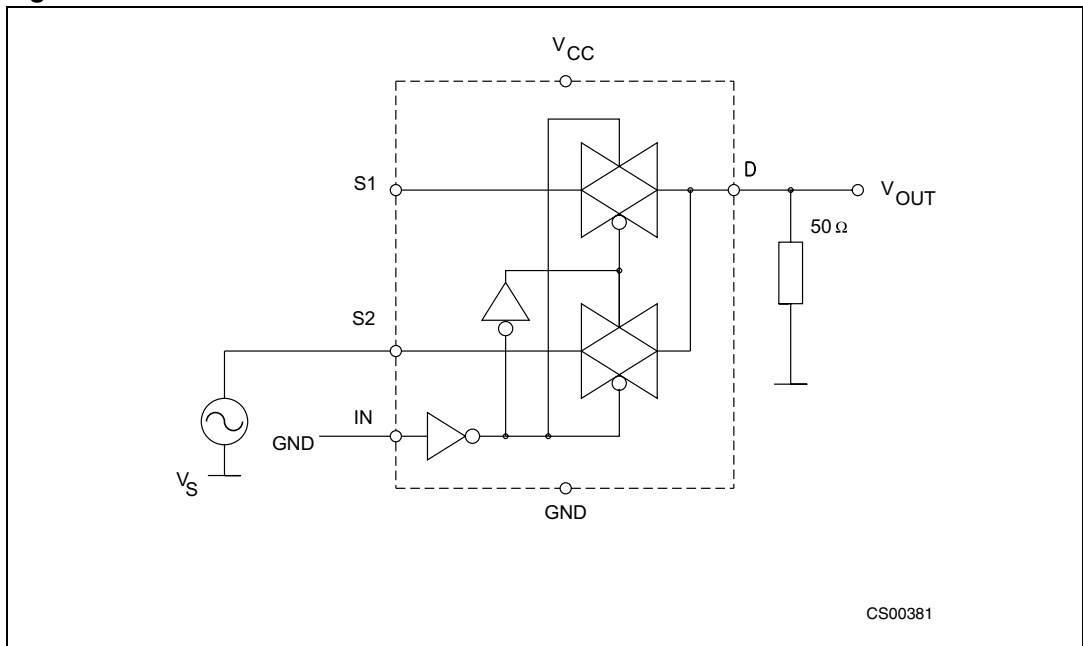 VCC
S1
D
VOUT
50 Ω
S2
IN
GND
VS
GND
CS00381